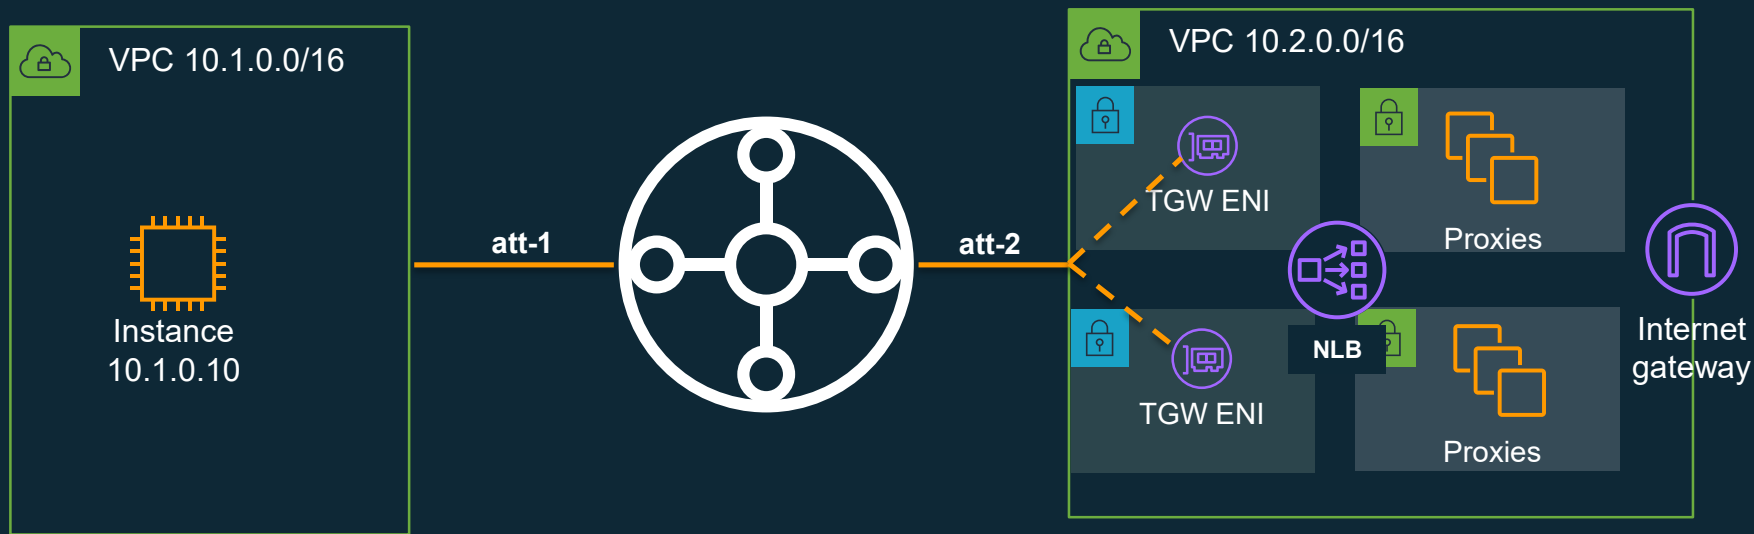 VPC 10.1.0.0/16
Instance
10.1.0.10
att-1
att-2
VPC 10.2.0.0/16
TGW ENI
Proxies
NLB
TGW ENI
Proxies
Internet
gateway